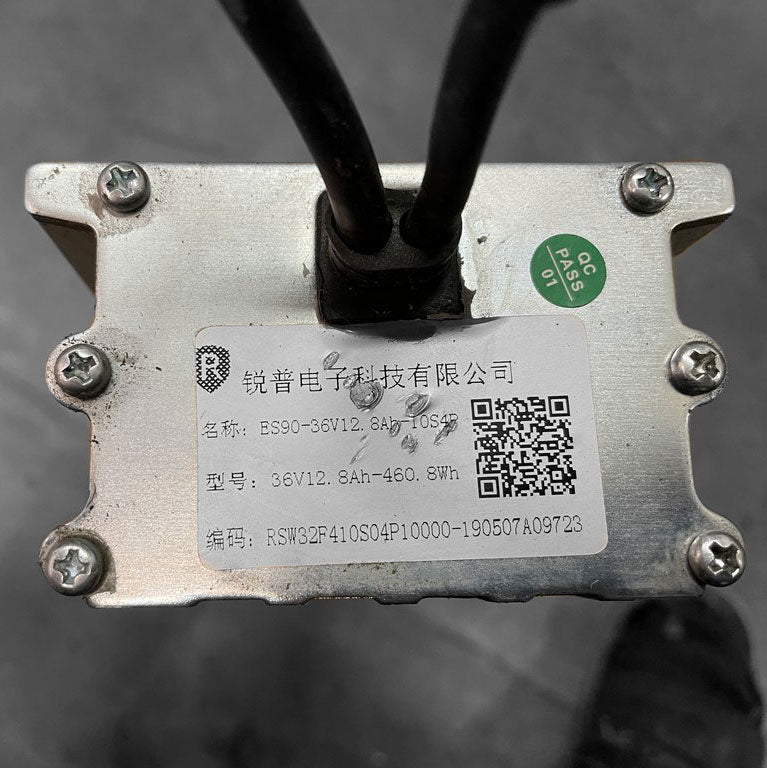 QC
PASS
01
R
锐普电子科技有限公司
名称: ES90-36V12.8Ah-10S4P
型号: 36V12.8Ah-460.8Wh
编码: RSW32F410S04P10000-190507A09723